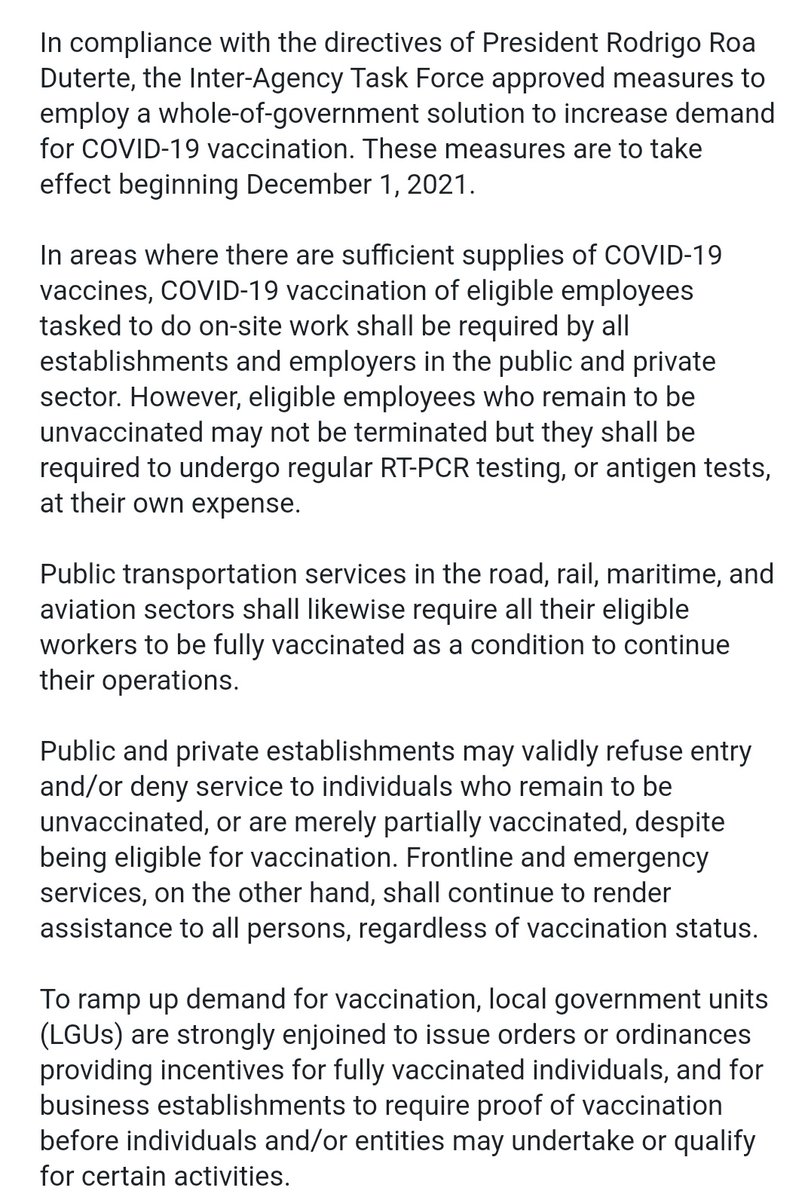 In compliance with the directives of President Rodrigo Roa
Duterte, the Inter-Agency Task Force approved measures to
employ a whole-of-government solution to increase demand
for COVID-19 vaccination. These measures are to take
effect beginning December 1, 2021.
In areas where there are sufficient supplies of COVID-19
vaccines, COVID-19 vaccination of eligible employees
tasked to do on-site work shall be required by all
establishments and employers in the public and private
sector. However, eligible employees who remain to be
unvaccinated may not be terminated but they shall be
required to undergo regular RT-PCR testing, or antigen tests,
at their own expense.
Public transportation services in the road, rail, maritime, and
aviation sectors shall likewise require all their eligible
workers to be fully vaccinated as a condition to continue
their operations.
Public and private establishments may validly refuse entry
and/or deny service to individuals who remain to be
unvaccinated, or are merely partially vaccinated, despite
being eligible for vaccination. Frontline and emergency
services, on the other hand, shall continue to render
assistance to all persons, regardless of vaccination status.
To ramp up demand for vaccination, local government units
(LGUs) are strongly enjoined to issue orders or ordinances
providing incentives for fully vaccinated individuals, and for
business establishments to require proof of vaccination
before individuals and/or entities may undertake or qualify
for certain activities.